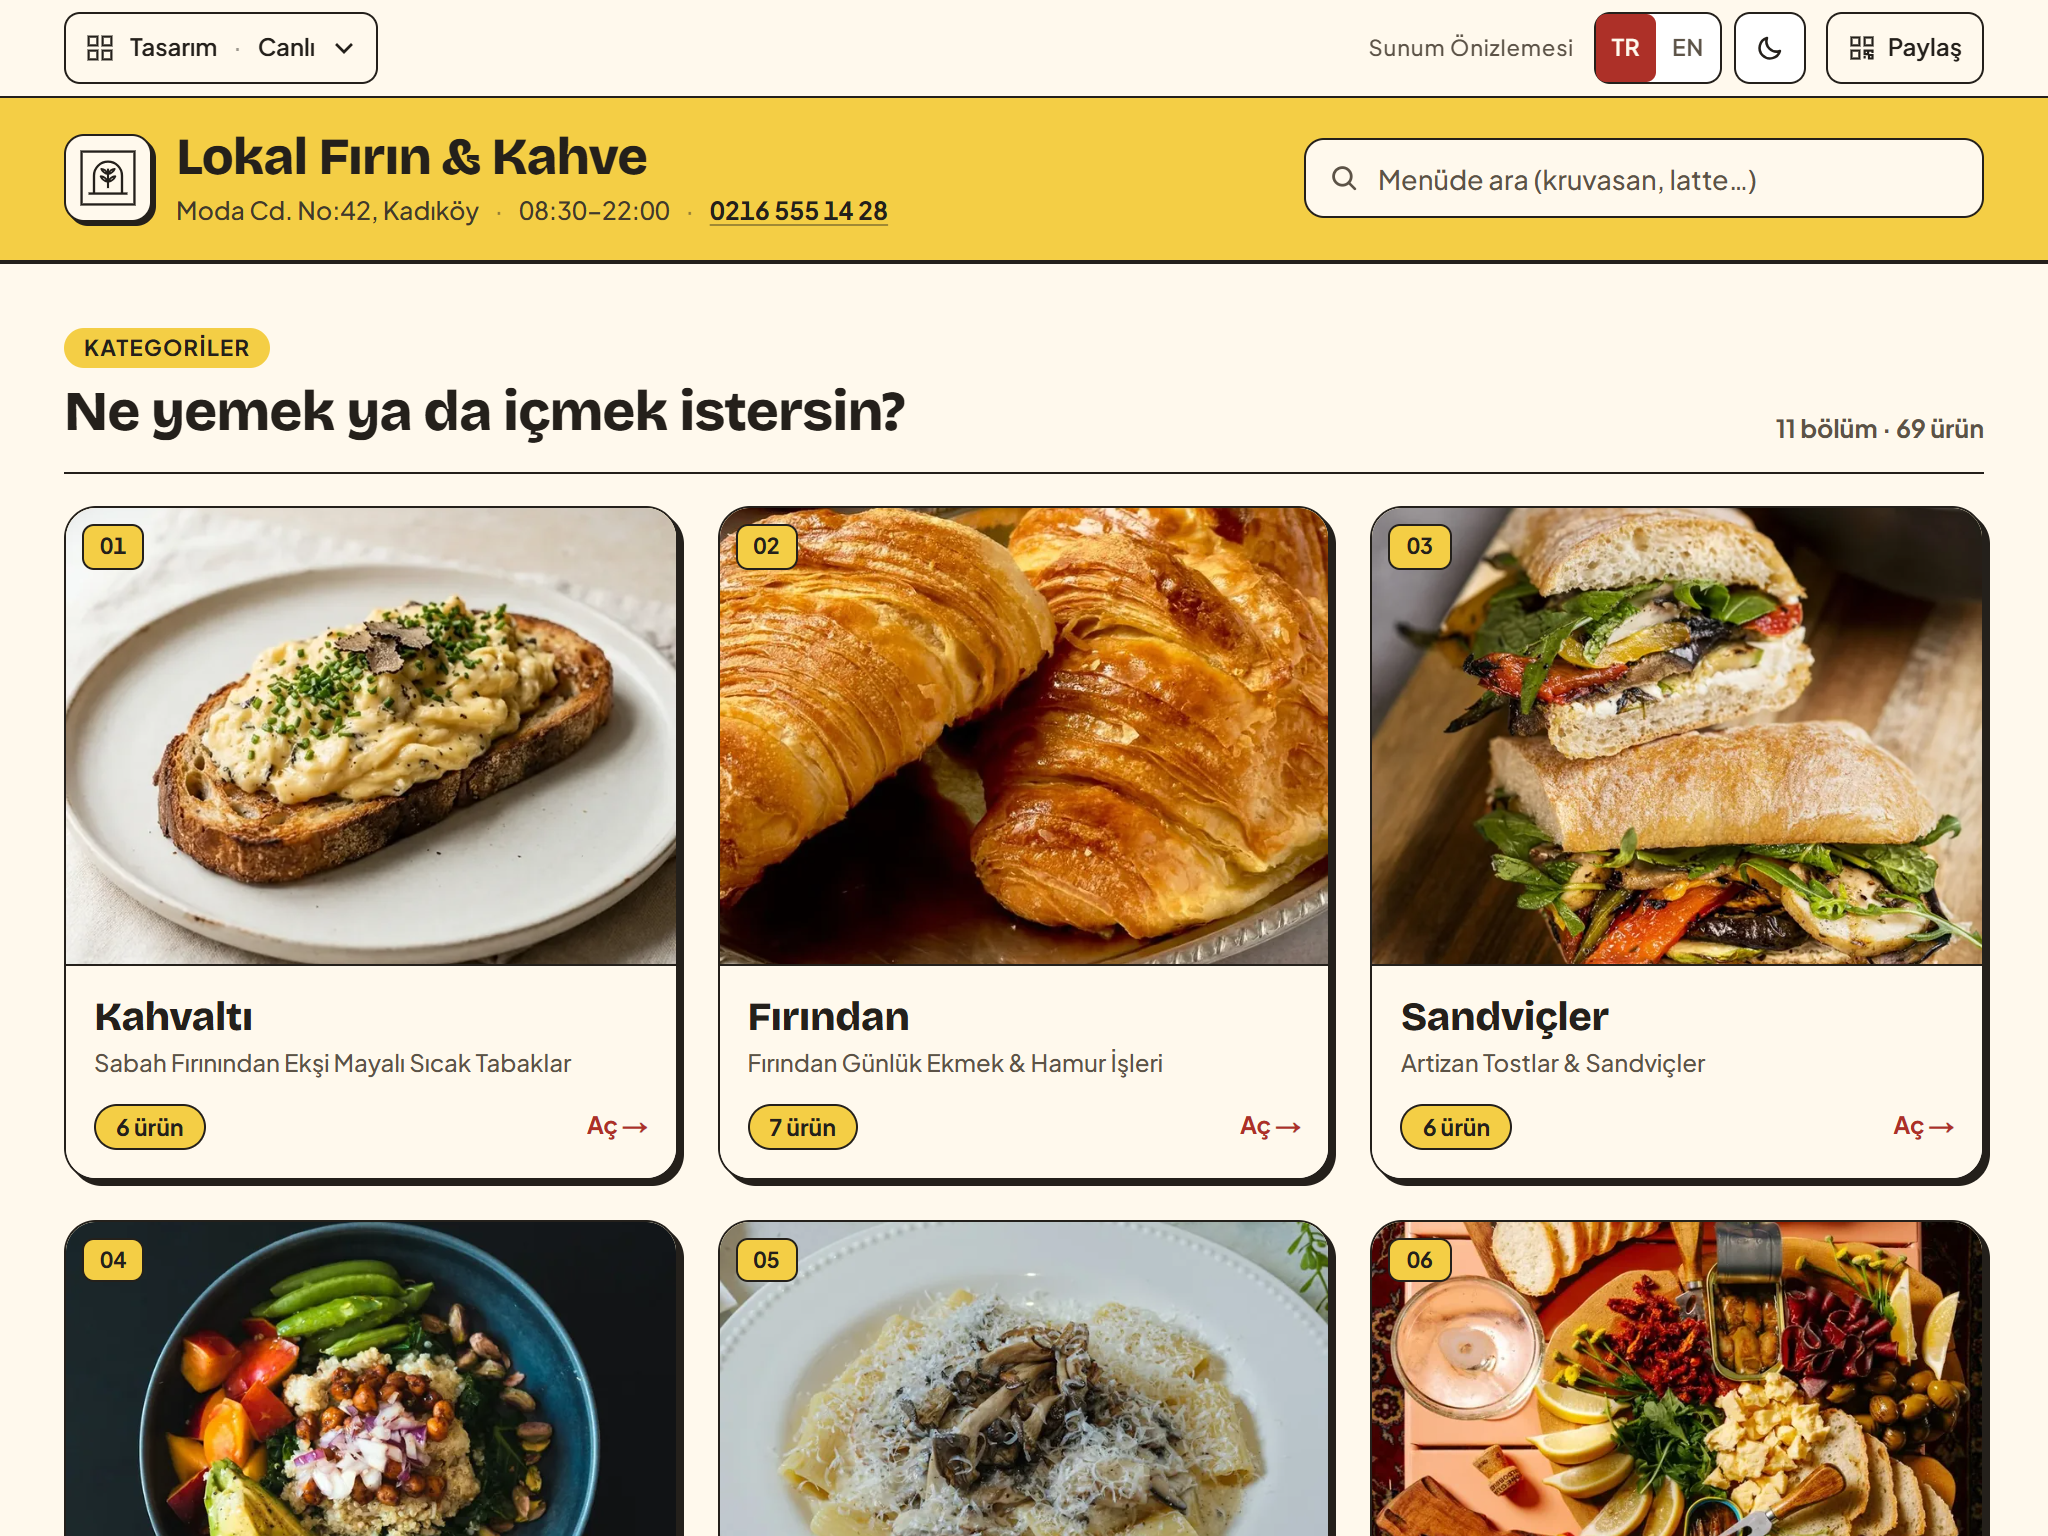 Tasarım · Canlı
Sunum Önizlemesi
TR
EN
Paylaş
Lokal Fırın & Kahve
Moda Cd. No:42, Kadıköy · 08:30–22:00 · 0216 555 14 28
Menüde ara (kruvasan, latte…)
KATEGORİLER
Ne yemek ya da içmek istersin?
11 bölüm · 69 ürün
01
02
03
Kahvaltı
Sabah Fırınından Ekşi Mayalı Sıcak Tabaklar
6 ürün
Aç →
Fırından
Fırından Günlük Ekmek & Hamur İşleri
7 ürün
Aç →
Sandviçler
Artizan Tostlar & Sandviçler
6 ürün
Aç →
04
05
06